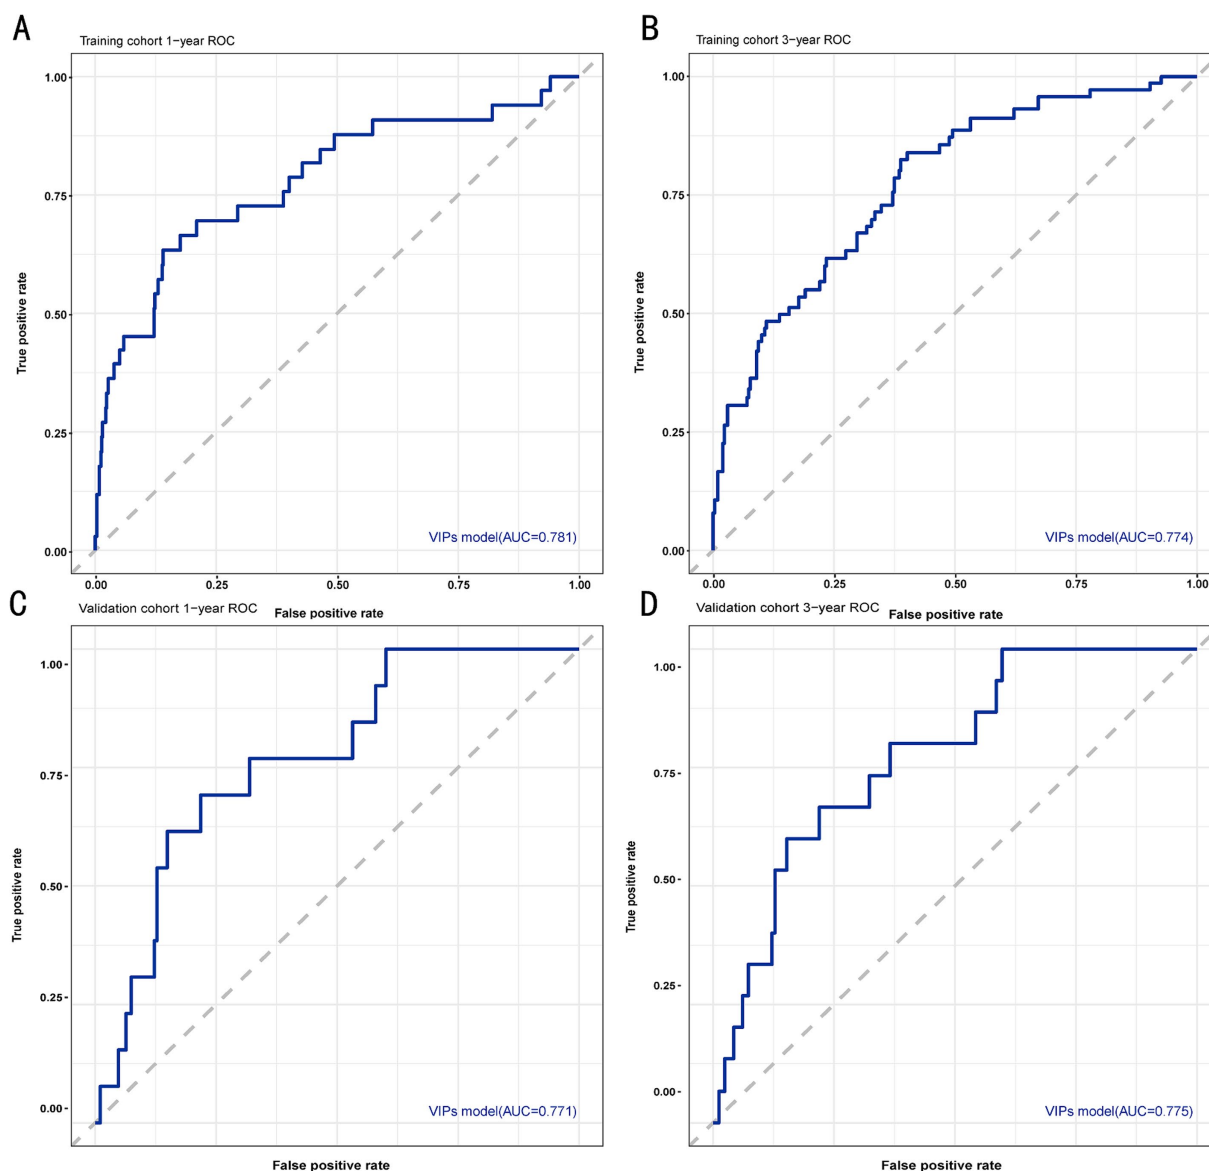 A
Training cohort 1-year ROC
1.00
0.75
0.50
0.25
0.00
True positive rate
VIPs model(AUC=0.781)
0.00 0.25 0.50 0.75 1.00
False positive rate
B
Training cohort 3-year ROC
1.00
0.75
0.50
0.25
0.00
True positive rate
VIPs model(AUC=0.774)
0.00 0.25 0.50 0.75 1.00
False positive rate
C
Validation cohort 1-year ROC
1.00
0.75
0.50
0.25
0.00
True positive rate
VIPs model(AUC=0.771)
False positive rate
D
Validation cohort 3-year ROC
1.00
0.75
0.50
0.25
0.00
True positive rate
VIPs model(AUC=0.775)
False positive rate